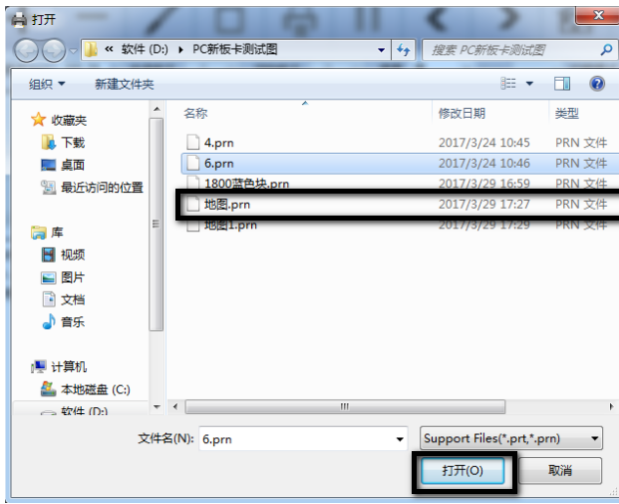 打开
« 软件 (D:) ▸ PC新板卡测试图
搜索 PC新板卡测试图
组织 ▼ 新建文件夹
收藏夹
下载
桌面
最近访问的位置
库
视频
图片
文档
音乐
计算机
本地磁盘 (C:)
软件 (D:)
名称 修改日期 类型
4.prn 2017/3/24 10:45 PRN 文件
6.prn 2017/3/24 10:46 PRN 文件
1800蓝色块.prn 2017/3/29 16:59 PRN 文件
地图.prn 2017/3/29 17:27 PRN 文件
地图1.prn 2017/3/29 17:29 PRN 文件
文件名(N): 6.prn Support Files(*.prt,*.prn)
打开(O) 取消